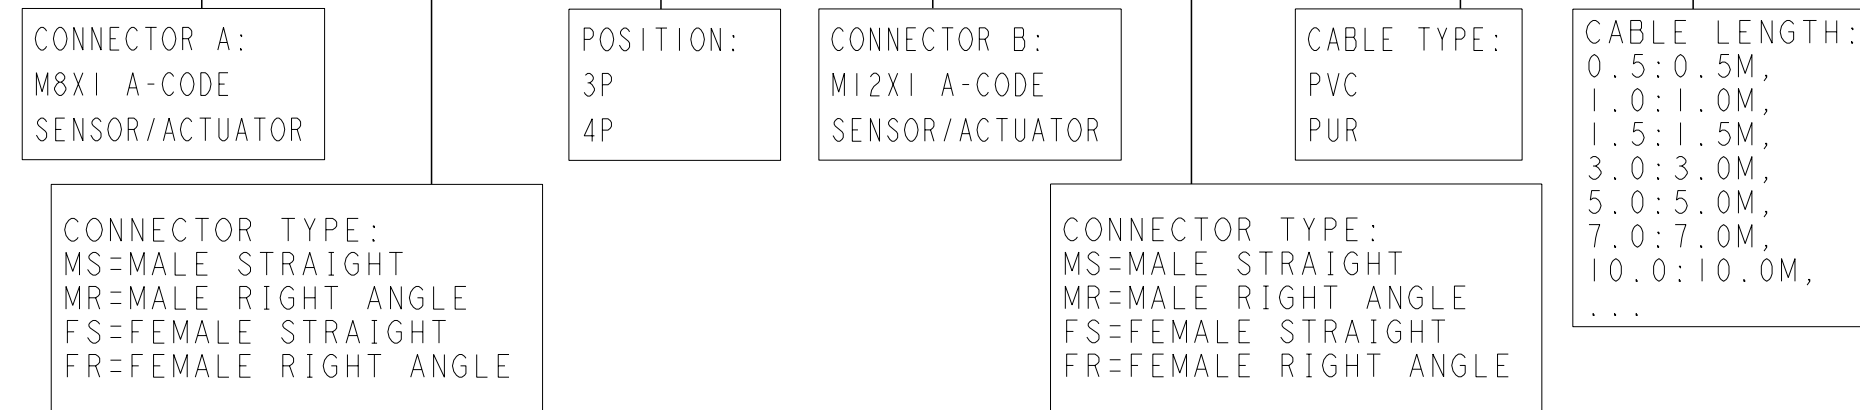 CONNECTOR A:
M8X1 A-CODE
SENSOR/ACTUATOR
POSITION:
3P
4P
CONNECTOR B:
M12X1 A-CODE
SENSOR/ACTUATOR
CABLE TYPE:
PVC
PUR
CABLE LENGTH:
0.5:0.5M,
1.0:1.0M,
1.5:1.5M,
3.0:3.0M,
5.0:5.0M,
7.0:7.0M,
10.0:10.0M,
...
CONNECTOR TYPE:
MS=MALE STRAIGHT
MR=MALE RIGHT ANGLE
FS=FEMALE STRAIGHT
FR=FEMALE RIGHT ANGLE
CONNECTOR TYPE:
MS=MALE STRAIGHT
MR=MALE RIGHT ANGLE
FS=FEMALE STRAIGHT
FR=FEMALE RIGHT ANGLE